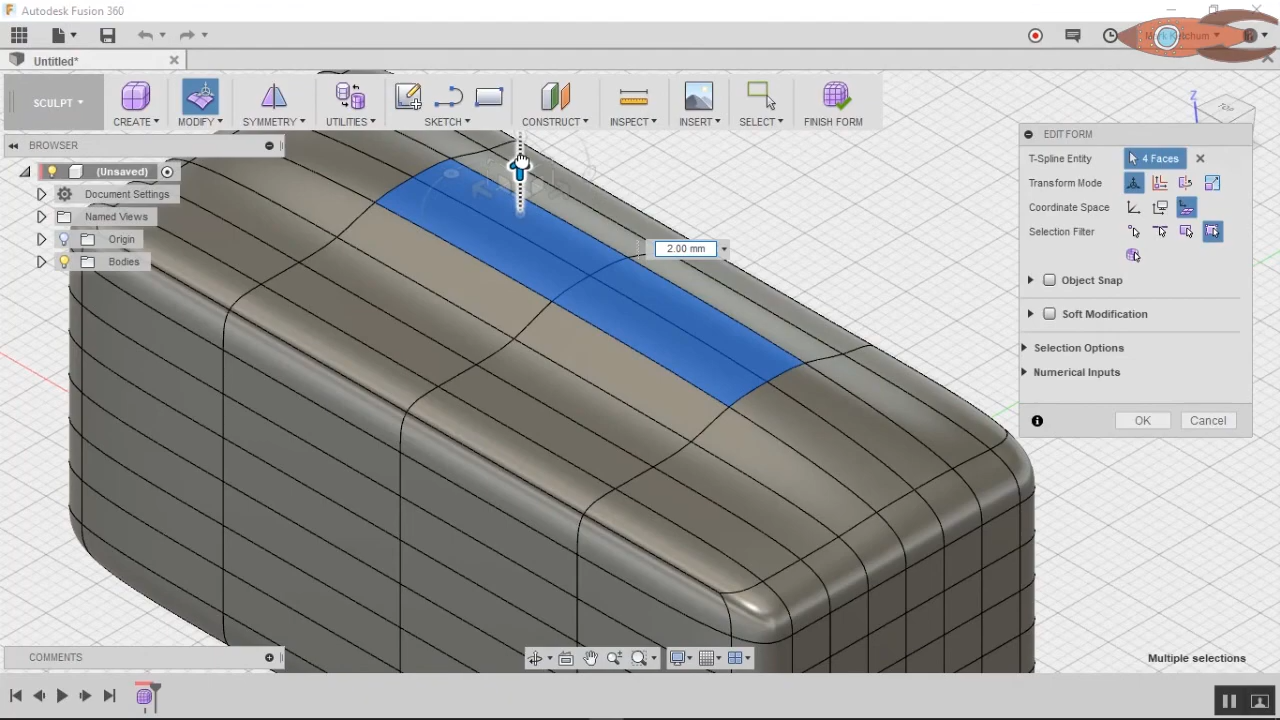 Autodesk Fusion 360
Mark Ketchum
Untitled*
SCULPT
CREATE
MODIFY
SYMMETRY
UTILITIES
SKETCH
CONSTRUCT
INSPECT
INSERT
SELECT
FINISH FORM
BROWSER
(Unsaved)
Document Settings
Named Views
Origin
Bodies
Z
2.00 mm
EDIT FORM
T-Spline Entity
4 Faces
Transform Mode
Coordinate Space
Selection Filter
Object Snap
Soft Modification
Selection Options
Numerical Inputs
OK
Cancel
COMMENTS
Multiple selections